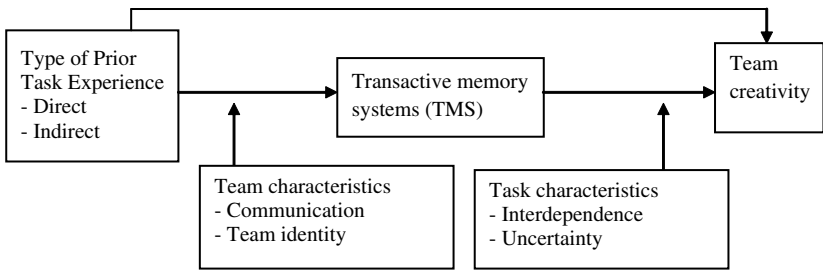 Type of Prior
Task Experience
- Direct
- Indirect
Transactive memory
systems (TMS)
Team
creativity
Team characteristics
- Communication
- Team identity
Task characteristics
- Interdependence
- Uncertainty